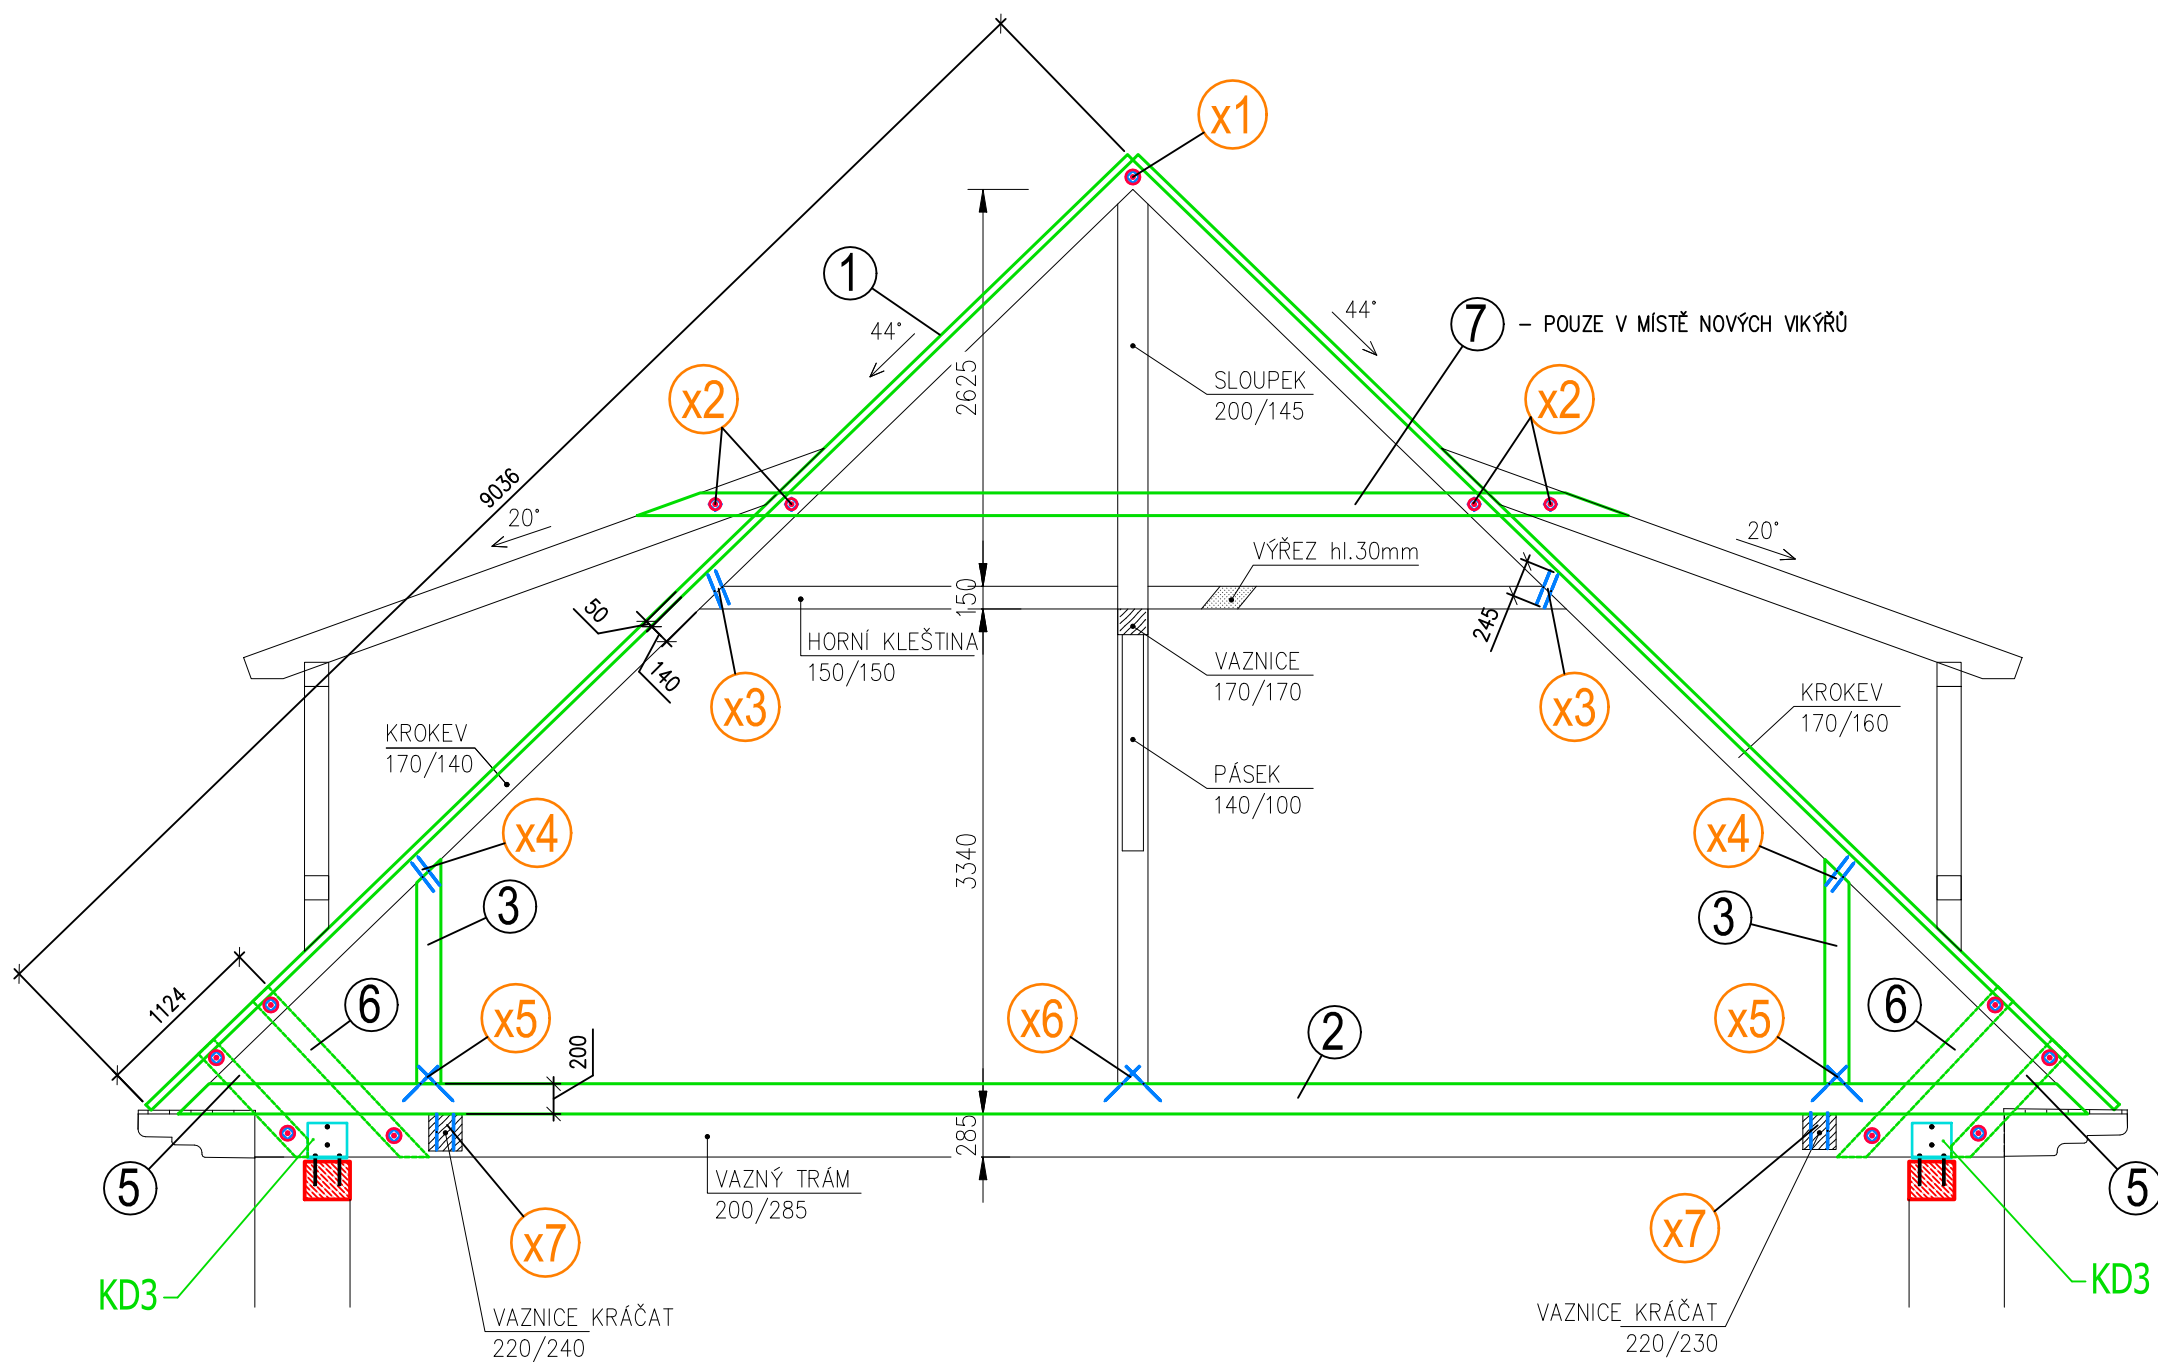 x1
1
44°
44°
7 – POUZE V MÍSTĚ NOVÝCH VIKÝŘŮ
2625
SLOUPEK
200/145
x2
x2
9036
20°
20°
VÝŘEZ hl.30mm
150
50
245
HORNÍ KLEŠTINA
150/150
140
VAZNICE
170/170
x3
x3
KROKEV
170/140
KROKEV
170/160
PÁSEK
140/100
x4
x4
3340
3
3
1124
6
6
x5
x6
x5
200
2
285
VAZNÝ TRÁM
200/285
5
5
x7
x7
KD3
KD3
VAZNICE KRÁČAT
220/240
VAZNICE KRÁČAT
220/230